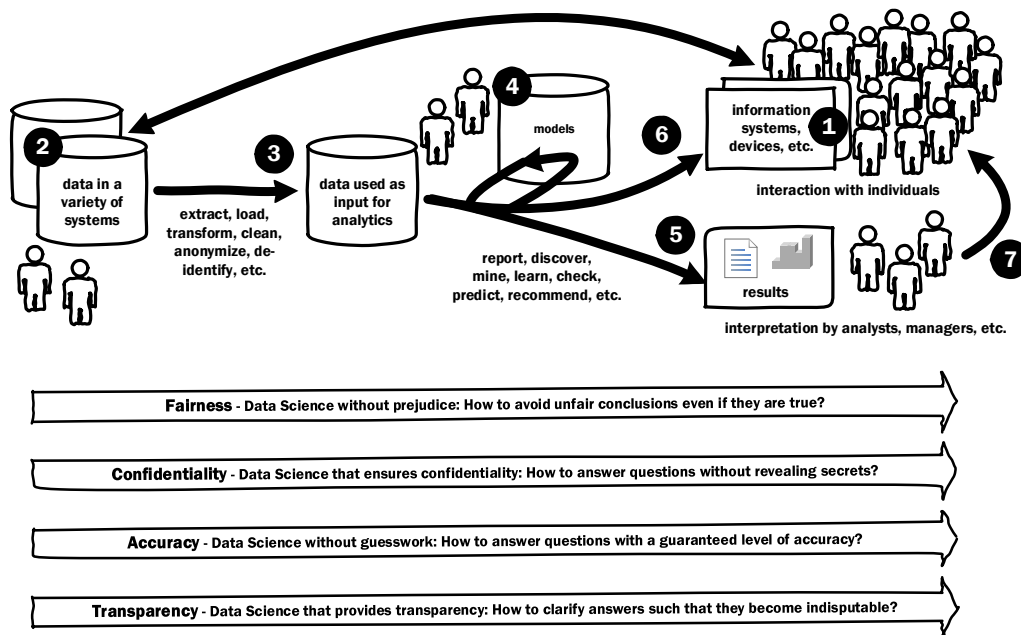 4
information
systems,
devices, etc.
1
models
2
3
6
data in a
variety of
systems
data used as
input for
analytics
interaction with individuals
extract, load,
transform, clean,
anonymize, de-
identify, etc.
5
report, discover,
mine, learn, check,
predict, recommend, etc.
7
results
interpretation by analysts, managers, etc.
Fairness - Data Science without prejudice: How to avoid unfair conclusions even if they are true?
Confidentiality - Data Science that ensures confidentiality: How to answer questions without revealing secrets?
Accuracy - Data Science without guesswork: How to answer questions with a guaranteed level of accuracy?
Transparency - Data Science that provides transparency: How to clarify answers such that they become indisputable?